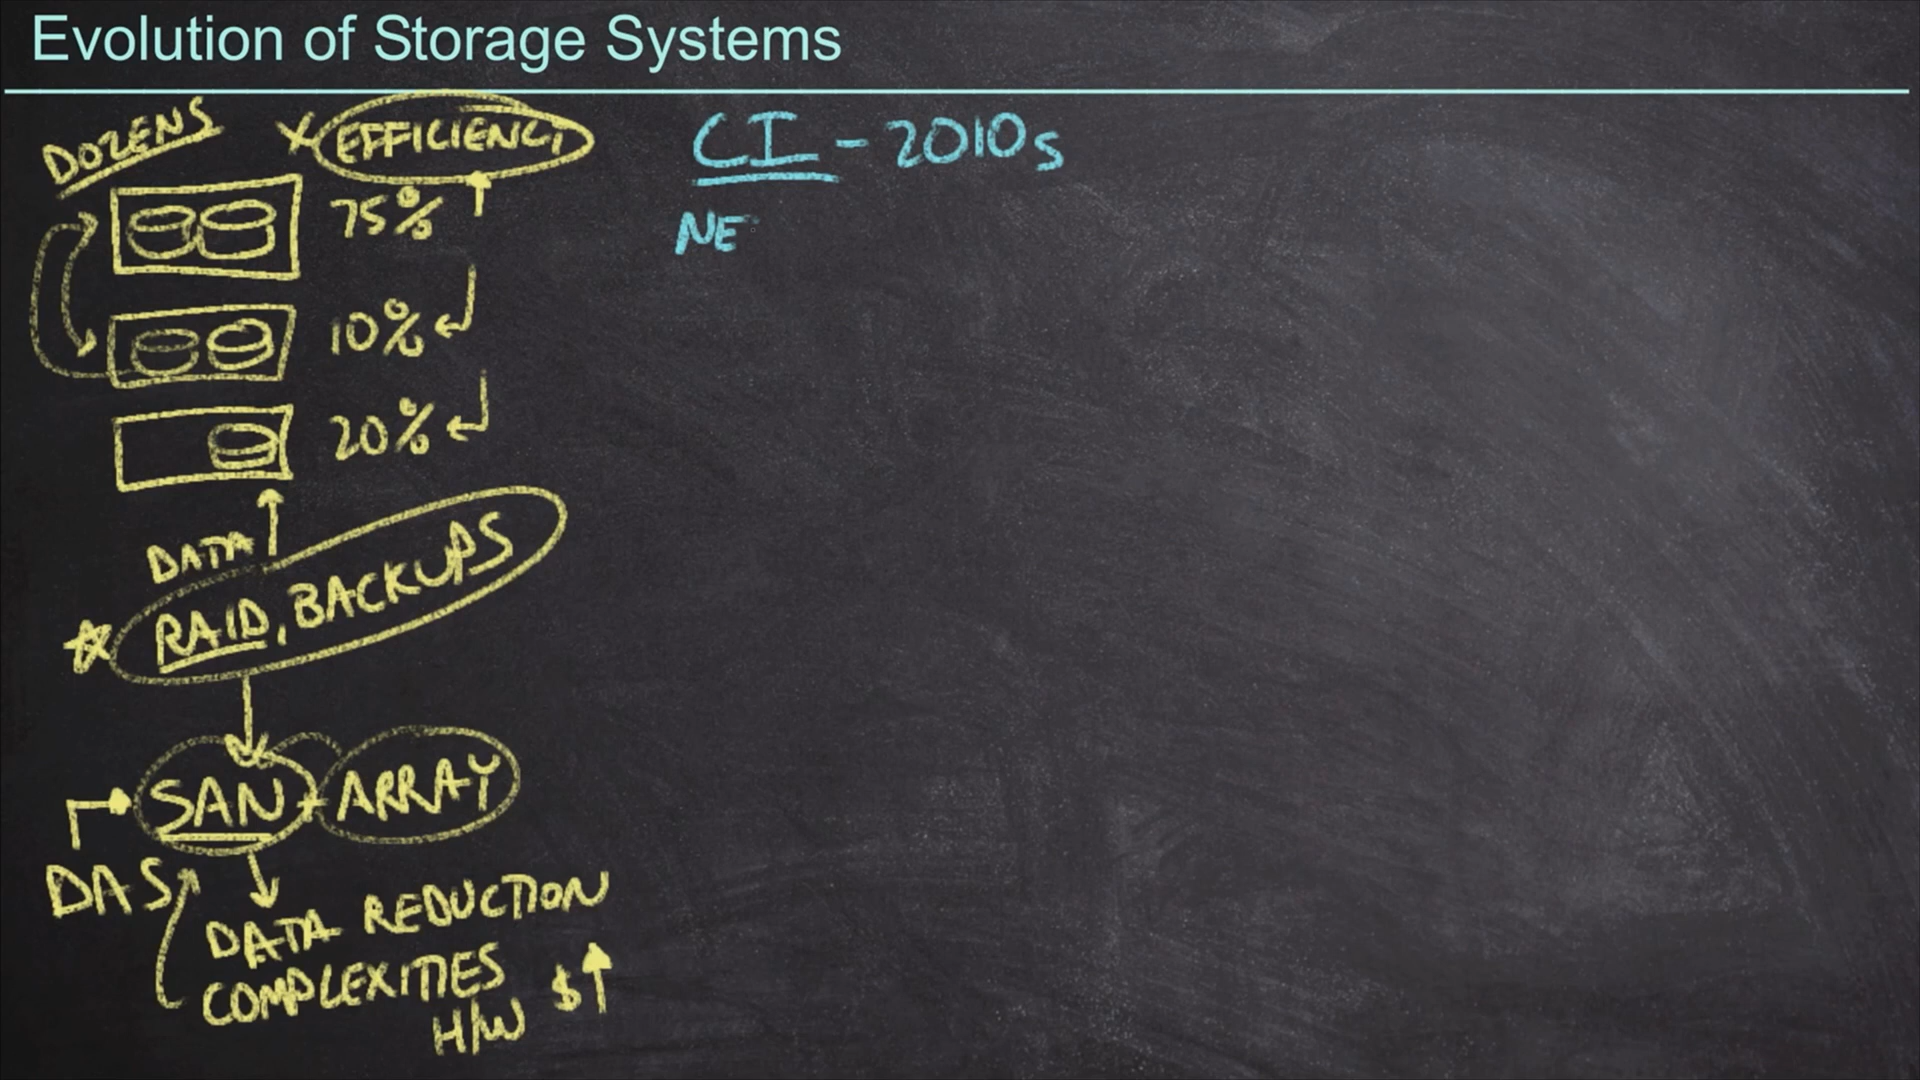 Evolution of Storage Systems
DOZENS
* EFFICIENCY
75%
10%
20%
DATA
RAID, BACKUPS
SAN + ARRAY
DAS
DATA REDUCTION
COMPLEXITIES
H/W $
CI - 2010s
NE